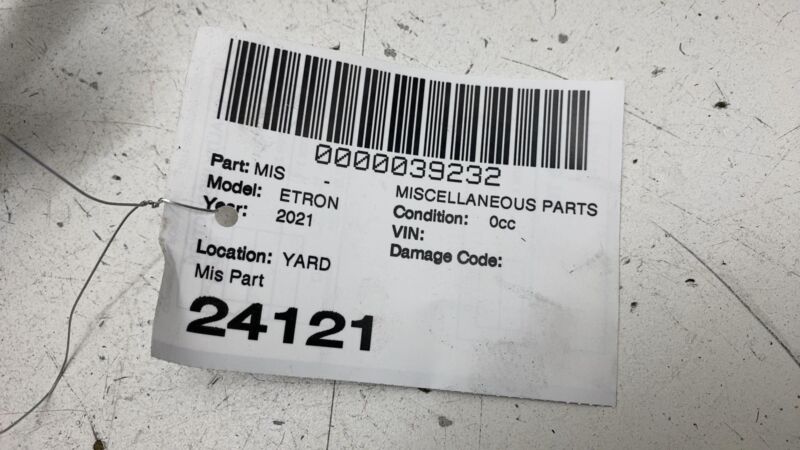 0000039232
Part: MIS -
MISCELLANEOUS PARTS
Model: ETRON
Condition: 0cc
Year: 2021
VIN:
Damage Code:
Location: YARD
Mis Part
24121